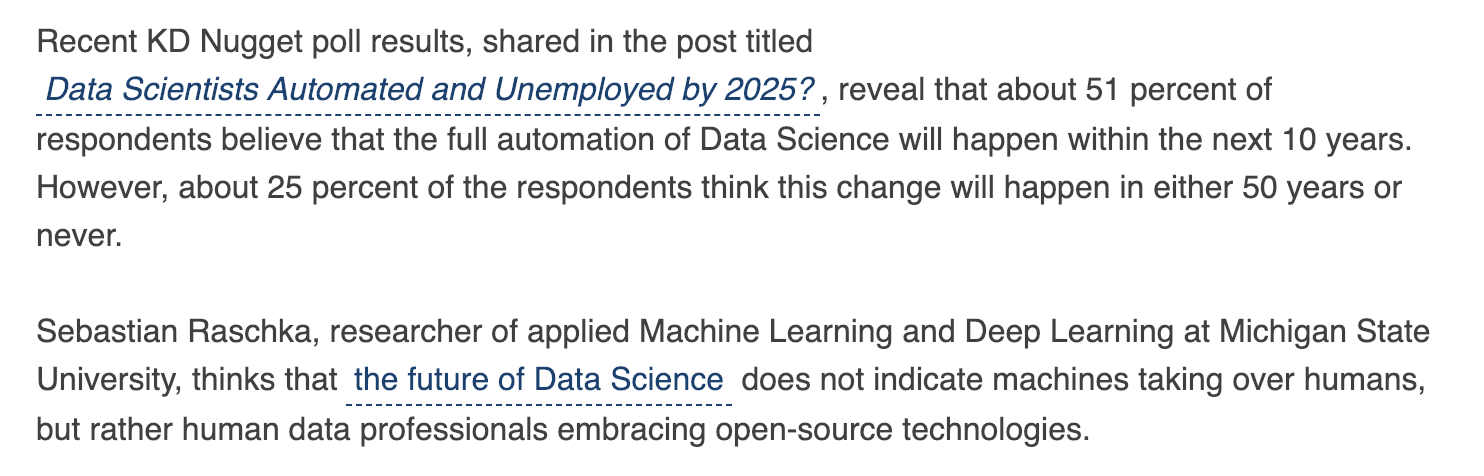 Recent KD Nugget poll results, shared in the post titled
Data Scientists Automated and Unemployed by 2025?, reveal that about 51 percent of
respondents believe that the full automation of Data Science will happen within the next 10 years.
However, about 25 percent of the respondents think this change will happen in either 50 years or
never.
Sebastian Raschka, researcher of applied Machine Learning and Deep Learning at Michigan State
University, thinks that the future of Data Science does not indicate machines taking over humans,
but rather human data professionals embracing open-source technologies.